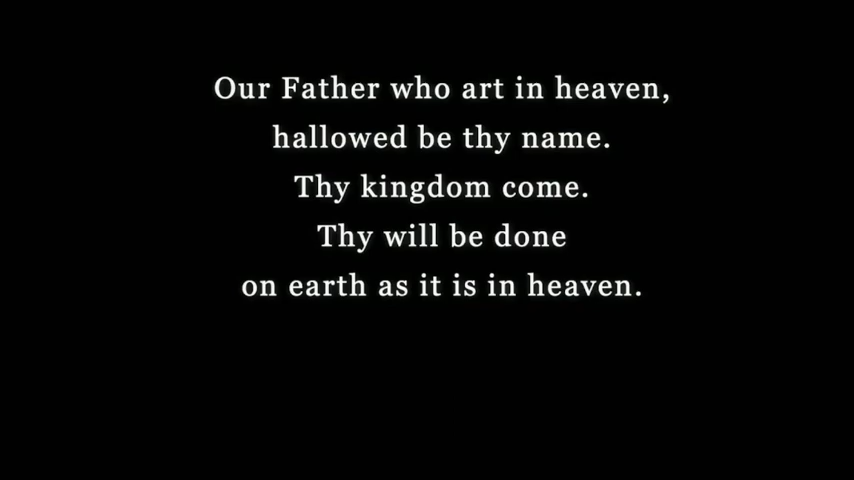 Our Father who art in heaven,
hallowed be thy name.
Thy kingdom come.
Thy will be done
on earth as it is in heaven.